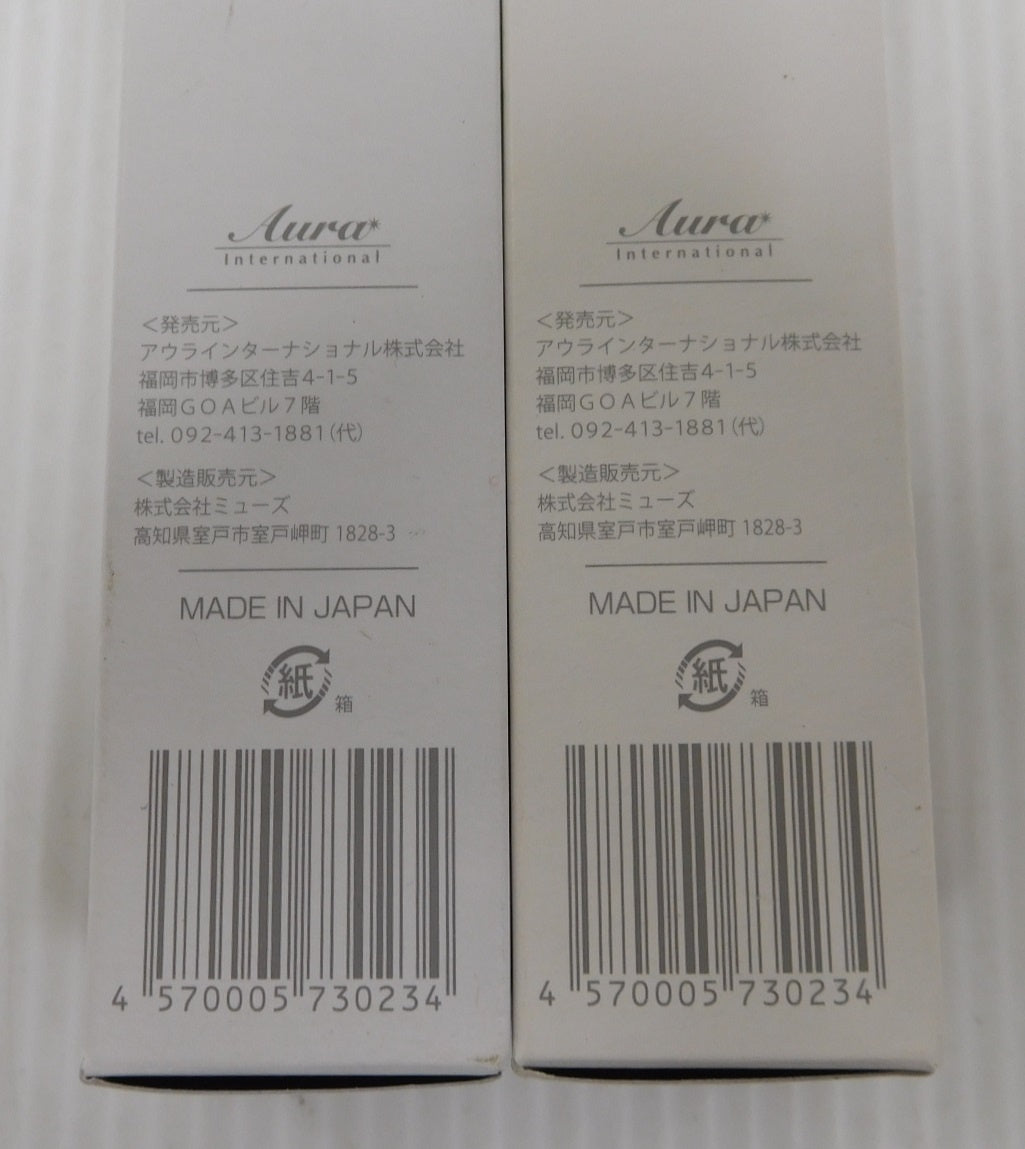 Aura
International
<発売元>
アウラインターナショナル株式会社
福岡市博多区住吉4-1-5
福岡GOAビル7階
tel. 092-413-1881(代)
<製造販売元>
株式会社ミューズ
高知県室戸市室戸岬町 1828-3
MADE IN JAPAN
紙
箱
4 570005 730234
Aura
International
<発売元>
アウラインターナショナル株式会社
福岡市博多区住吉4-1-5
福岡GOAビル7階
tel. 092-413-1881(代)
<製造販売元>
株式会社ミューズ
高知県室戸市室戸岬町 1828-3
MADE IN JAPAN
紙
箱
4 570005 730234